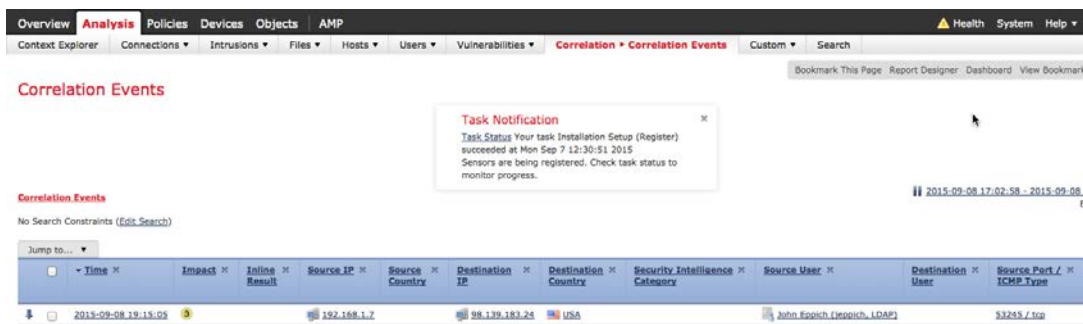 Overview Analysis Policies Devices Objects AMP Health System Help
Context Explorer Connections Intrusions Files Hosts Users Vulnerabilities Correlation Correlation Events Custom Search
Bookmark This Page Report Designer Dashboard View Bookmark
Correlation Events
Task Notification
Task Status Your task Installation Setup (Register)
succeeded at Mon Sep 7 12:30:51 2015
Sensors are being registered. Check task status to
monitor progress.
2015-09-08 17:02:58 - 2015-09-08
Correlation Events
No Search Constraints (Edit Search)
Jump to...
Time Impact Inline Result Source IP Source Country Destination IP Destination Country Security Intelligence Category Source User Destination User Source Port / ICMP Type
2015-09-08 19:15:05 3 192.168.1.7 98.139.183.24 USA John Eppich (jeppich, LDAP) 53245 / tcp